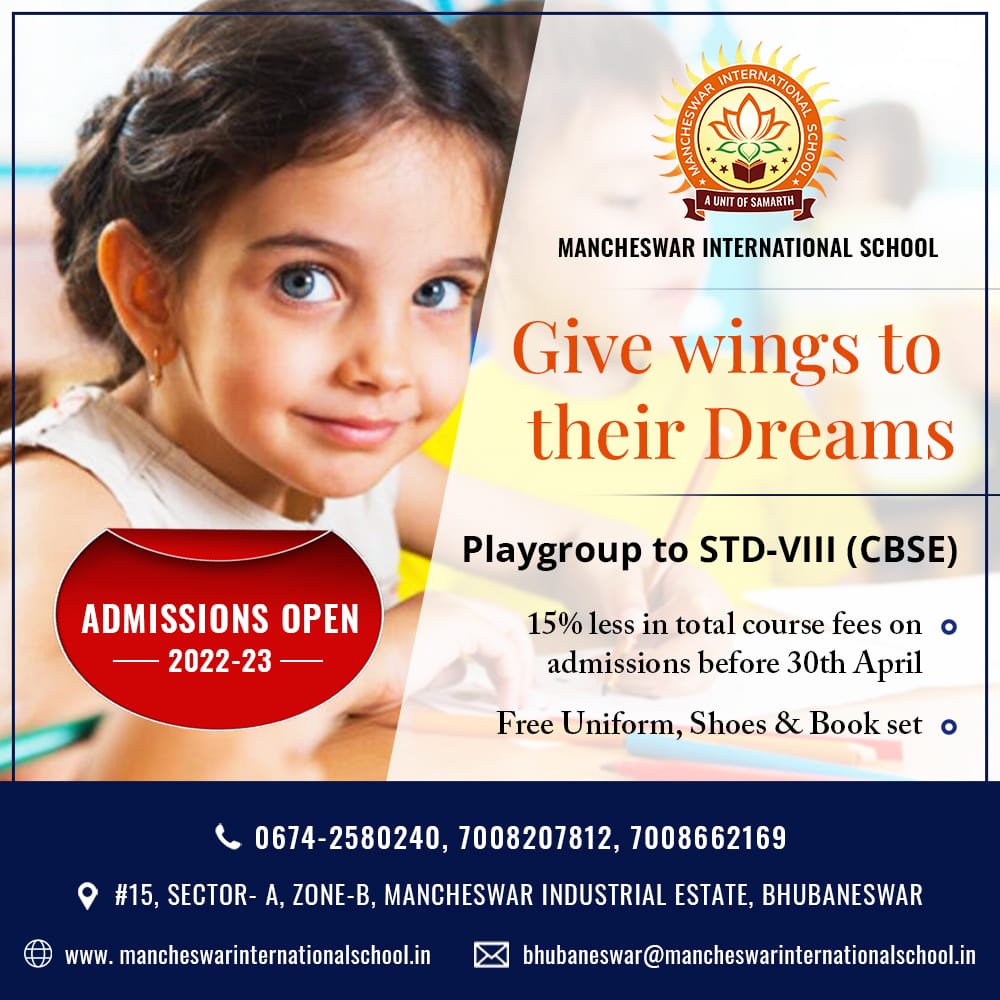 MANCHESWAR INTERNATIONAL SCHOOL
A UNIT OF SAMARTH
MANCHESWAR INTERNATIONAL SCHOOL
Give wings to
their Dreams
Playgroup to STD-VIII (CBSE)
15% less in total course fees on
admissions before 30th April
Free Uniform, Shoes & Book set
ADMISSIONS OPEN
2022-23
0674-2580240, 7008207812, 7008662169
#15, SECTOR- A, ZONE-B, MANCHESWAR INDUSTRIAL ESTATE, BHUBANESWAR
www. mancheswarinternationalschool.in
bhubaneswar@mancheswarinternationalschool.in